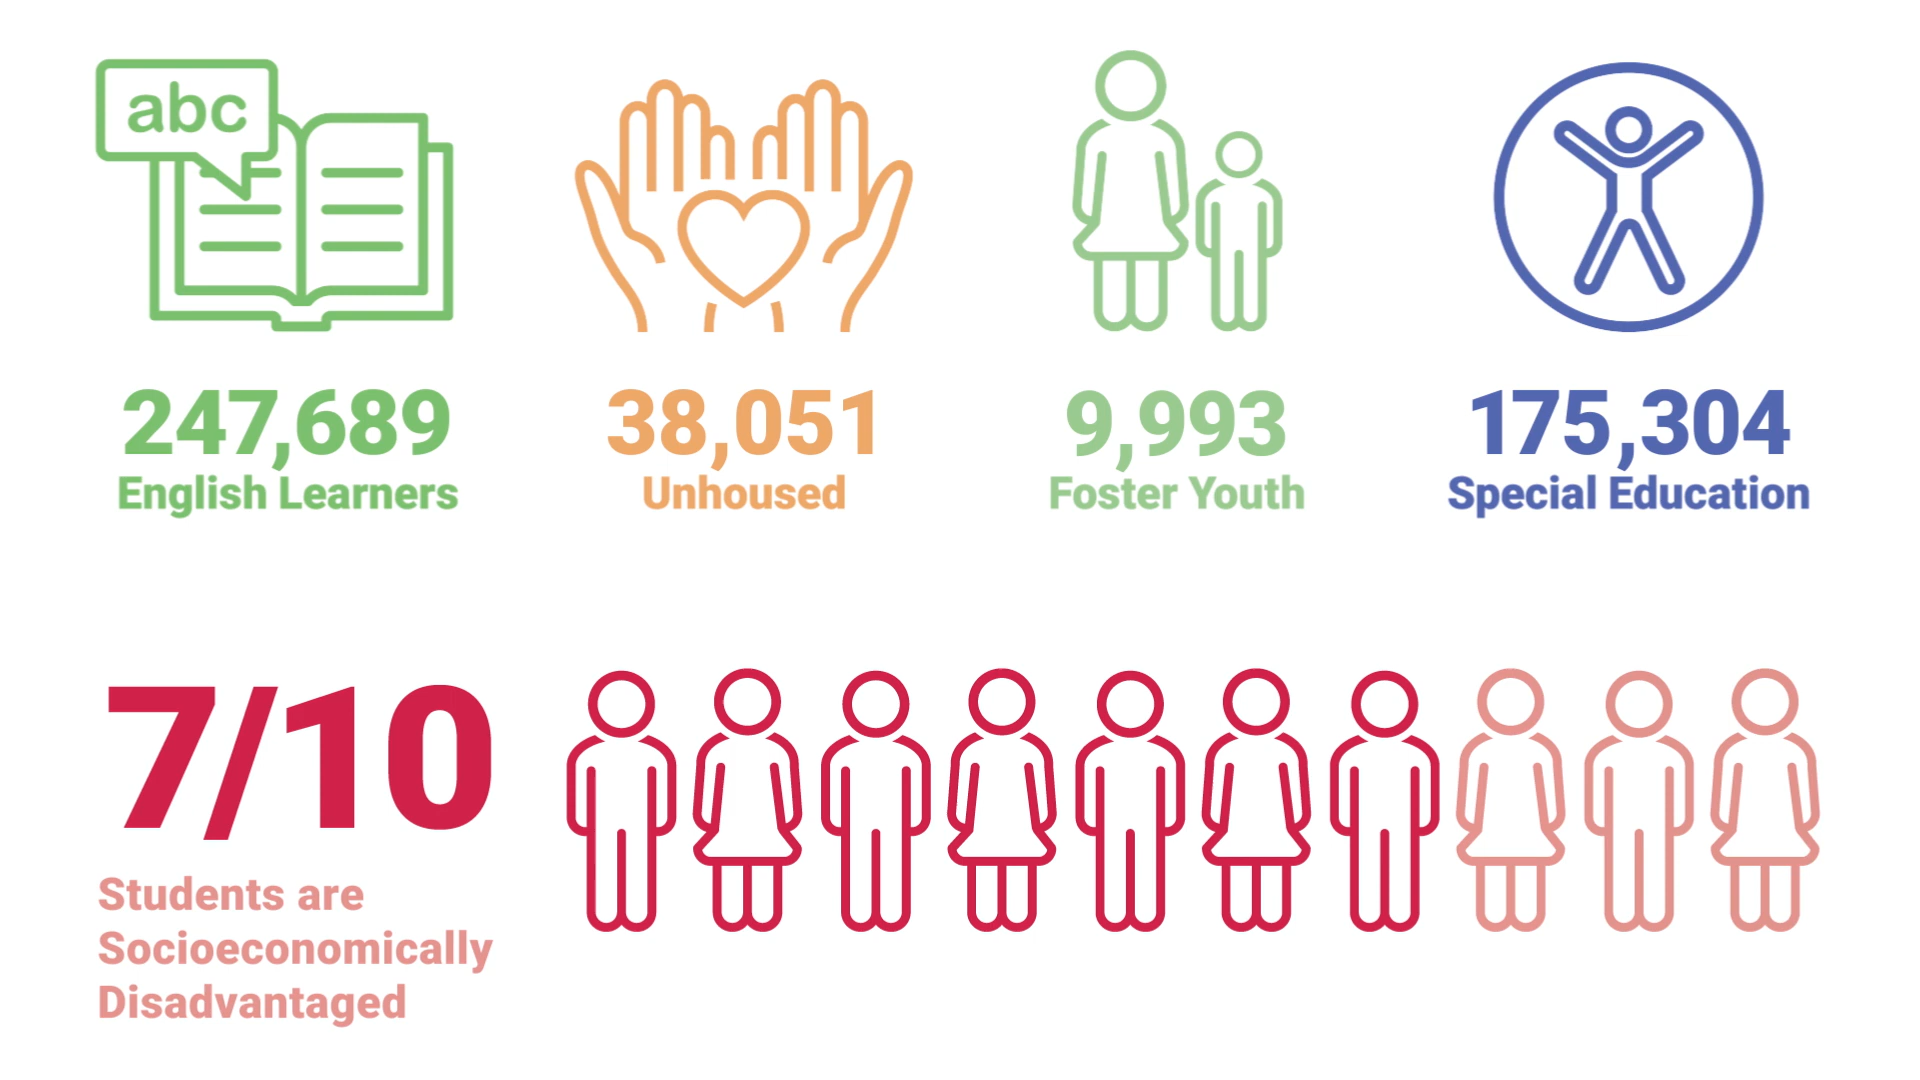 abc
247,689
English Learners
38,051
Unhoused
9,993
Foster Youth
175,304
Special Education
7/10
Students are
Socioeconomically
Disadvantaged